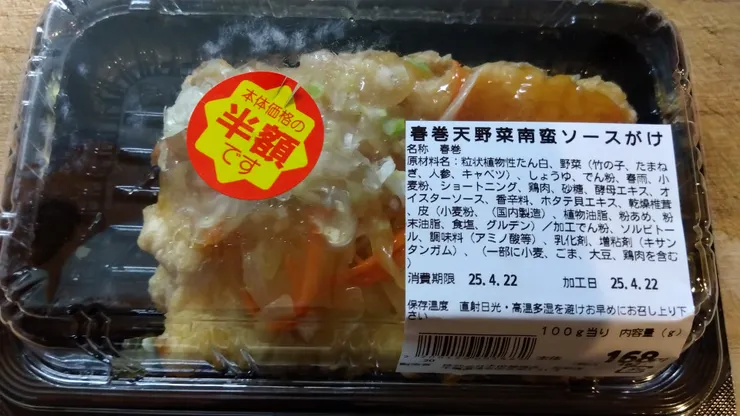 本体価格の
半額
です
春巻天野菜南蛮ソースがけ
名称 春巻
原材料名:粒状植物性たん白、野菜(竹の子、たまね
ぎ、人参、キャベツ)、しょうゆ、でん粉、春雨、小
麦粉、ショートニング、鶏肉、砂糖、酵母エキス、オ
イスターソース、香辛料、ホタテ貝エキス、乾燥椎茸
、皮(小麦粉、(国内製造)、植物油脂、粉あめ、粉
末油脂、食塩、グルテン)/加工でん粉、ソルビトー
ル、調味料(アミノ酸等)、乳化剤、増粘剤(キサン
タンガム)、(一部に小麦、ごま、大豆、鶏肉を含む
)
消費期限 25.4.22 加工日 25.4.22
保存温度 直射日光・高温多湿を避けお早めにお召し上り下
さい
100g当り 内容量(g)
168